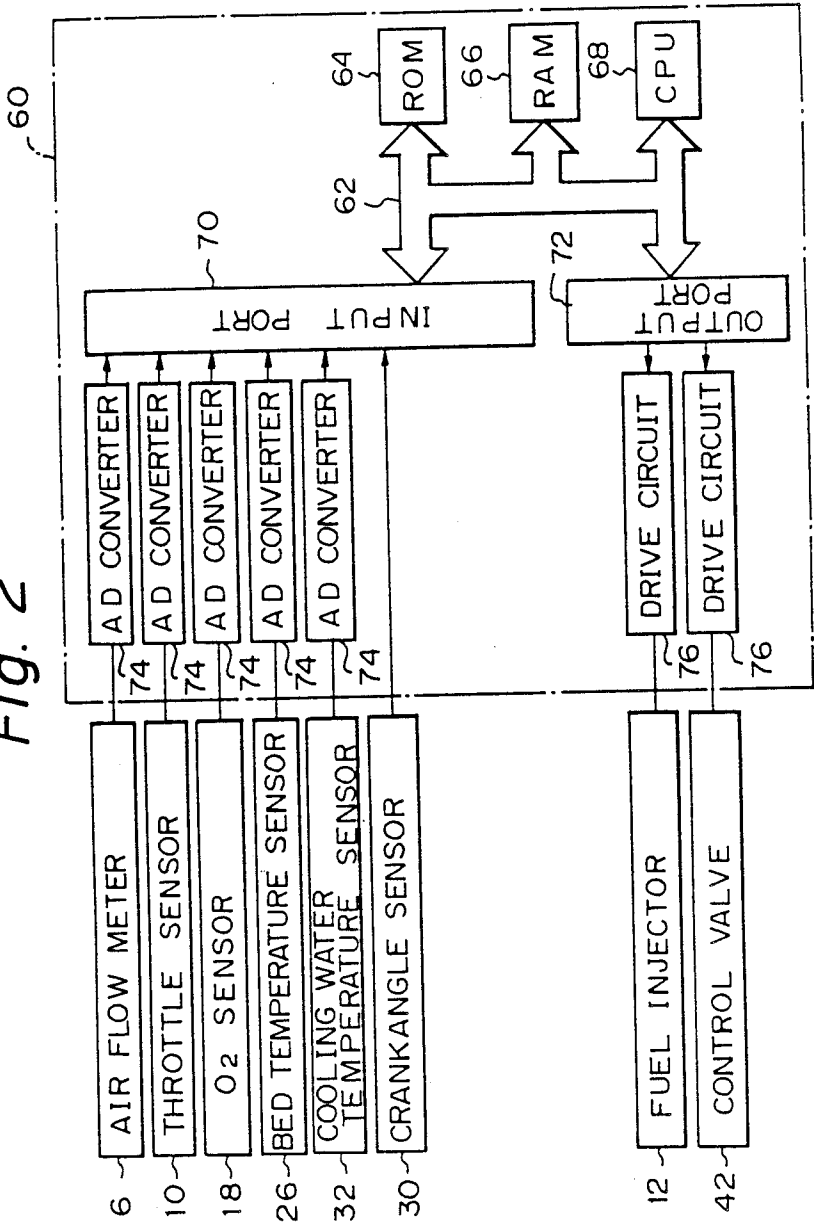 Fig. 2
60
6 AIR FLOW METER
74 AD CONVERTER
10 THROTTLE SENSOR
74 AD CONVERTER
18 O2 SENSOR
74 AD CONVERTER
26 BED TEMPERATURE SENSOR
74 AD CONVERTER
32 COOLING WATER
TEMPERATURE SENSOR
74 AD CONVERTER
30 CRANKANGLE SENSOR
INPUT PORT
70
62
64
ROM
66
RAM
68
CPU
72
OUTPUT
PORT
12 FUEL INJECTOR
76 DRIVE CIRCUIT
42 CONTROL VALVE
76 DRIVE CIRCUIT